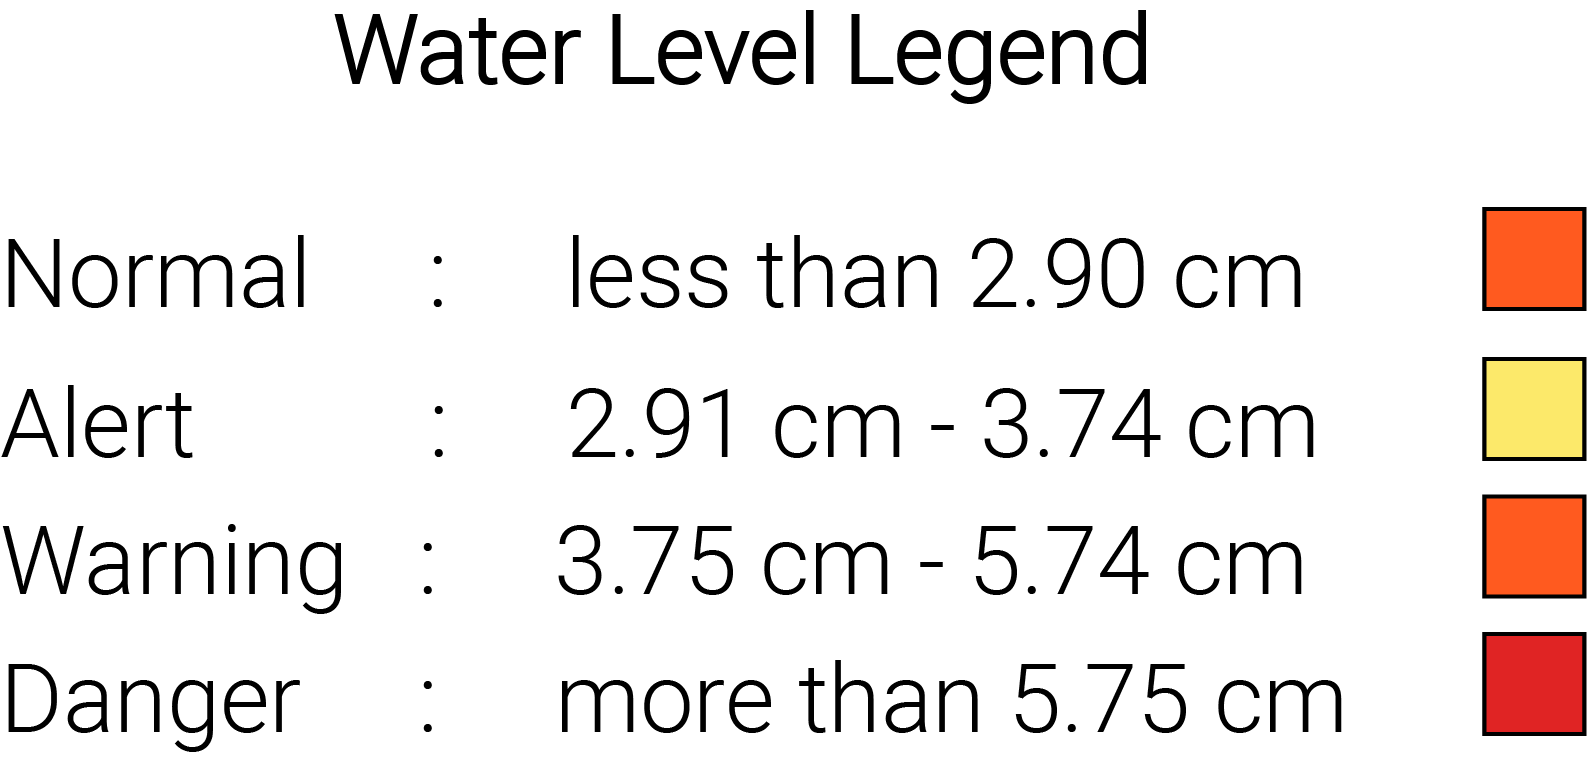 Water Level Legend
Normal : less than 2.90 cm
Alert : 2.91 cm - 3.74 cm
Warning : 3.75 cm - 5.74 cm
Danger : more than 5.75 cm